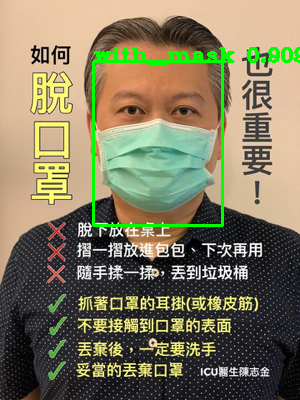 with_mask 0.908
如何
脫口罩
也很重要！
脫下放在桌上
摺一摺放進包包、下次再用
隨手揉一揉，丟到垃圾桶
抓著口罩的耳掛(或橡皮筋)
不要接觸到口罩的表面
丟棄後，一定要洗手
妥當的丟棄口罩
ICU醫生陳志金